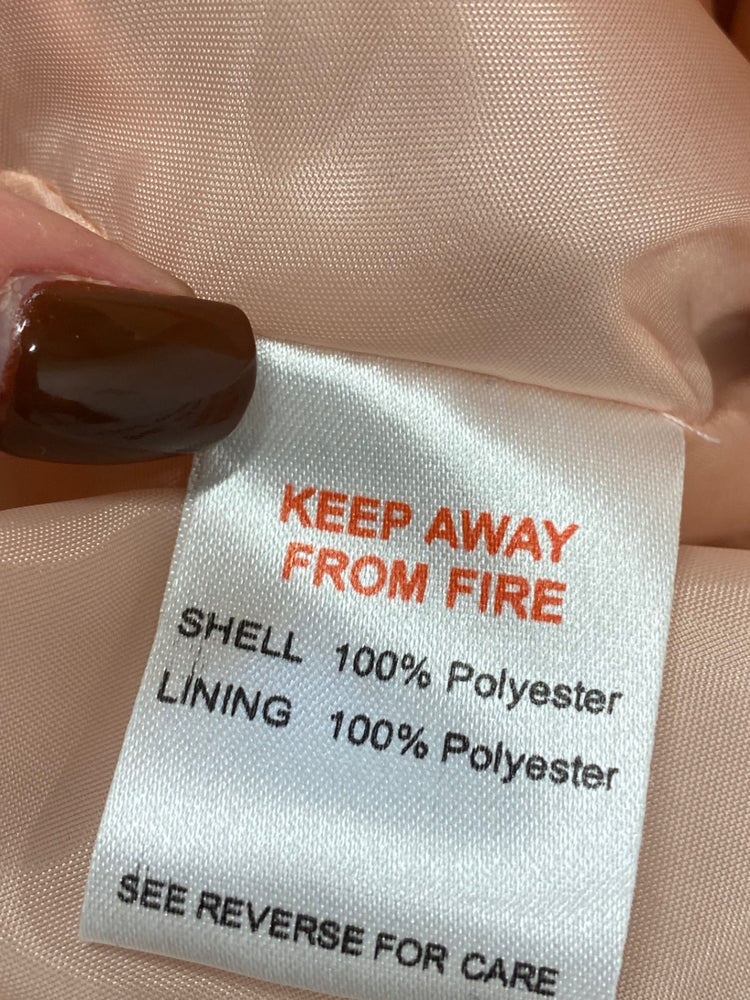 KEEP AWAY
FROM FIRE
SHELL 100% Polyester
LINING 100% Polyester
SEE REVERSE FOR CARE